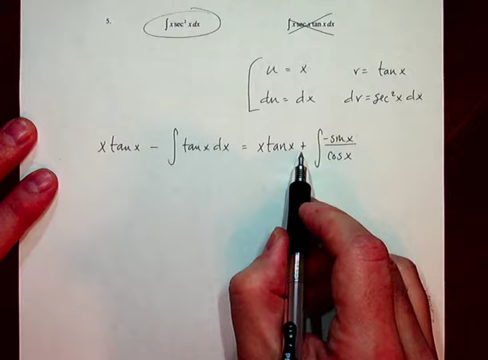 5. ∫ x sec² x dx ∫ x sec x tan x dx
u = x v = tan x
du = dx dv = sec² x dx
x tan x − ∫ tan x dx = x tan x + ∫ −sin x / cos x